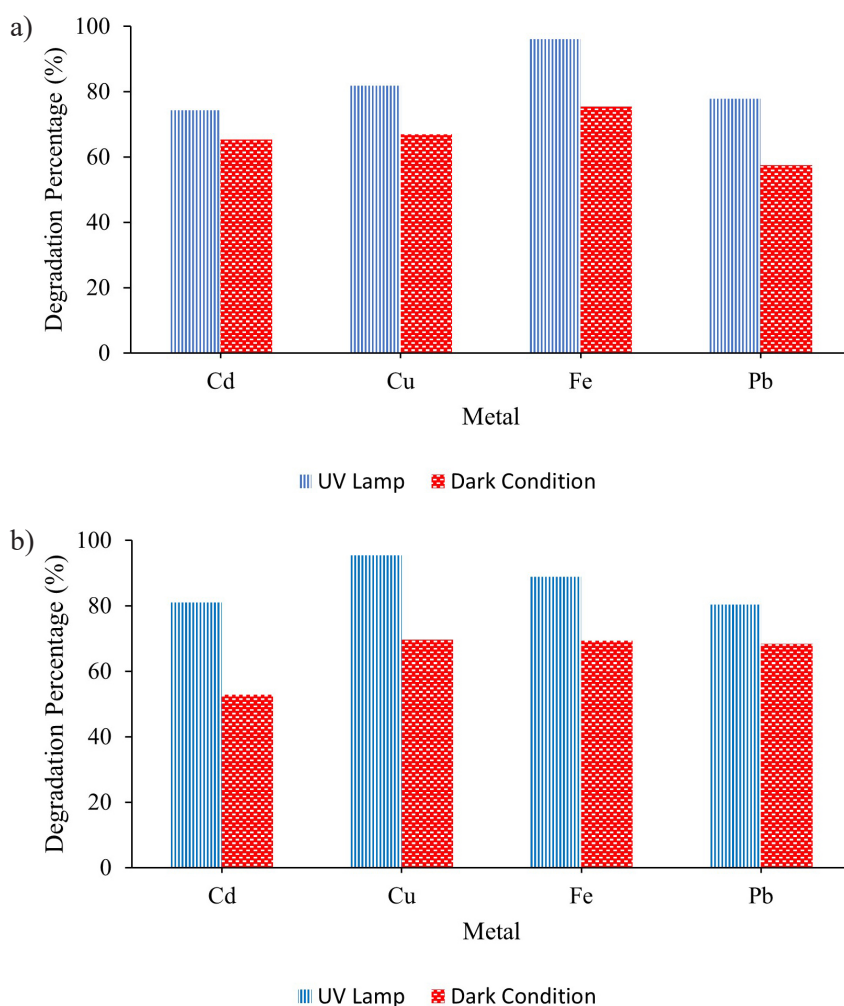 a)
Degradation Percentage (%)
100
80
60
40
20
0
Cd Cu Fe Pb
Metal
UV Lamp Dark Condition
b)
Degradation Percentage (%)
100
80
60
40
20
0
Cd Cu Fe Pb
Metal
UV Lamp Dark Condition